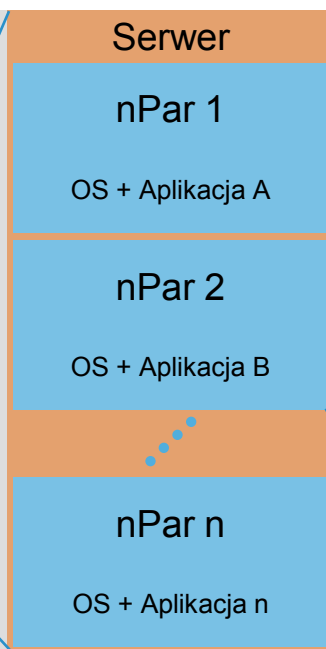 Serwer
nPar 1
OS + Aplikacja A
nPar 2
OS + Aplikacja B
nPar n
OS + Aplikacja n